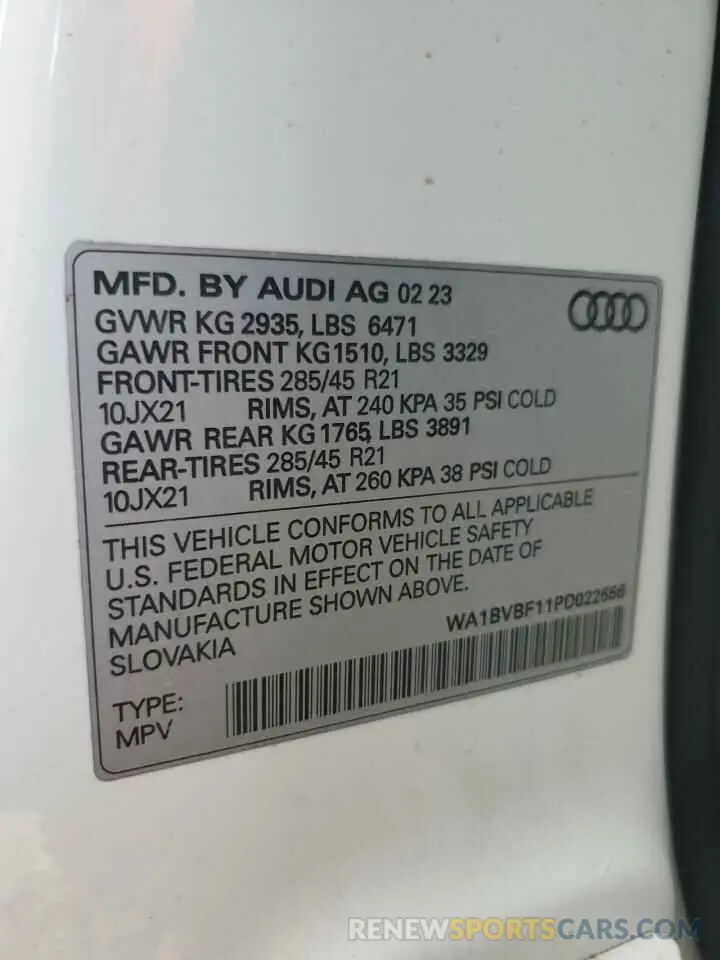 MFD. BY AUDI AG 02 23
GVWR KG 2935, LBS 6471
GAWR FRONT KG1510, LBS 3329
FRONT-TIRES 285/45 R21
10JX21 RIMS, AT 240 KPA 35 PSI COLD
GAWR REAR KG1765, LBS 3891
REAR-TIRES 285/45 R21
10JX21 RIMS, AT 260 KPA 38 PSI COLD
THIS VEHICLE CONFORMS TO ALL APPLICABLE
U.S. FEDERAL MOTOR VEHICLE SAFETY
STANDARDS IN EFFECT ON THE DATE OF
MANUFACTURE SHOWN ABOVE.
SLOVAKIA
TYPE:
MPV
RENEWSPORTSCARS.COM